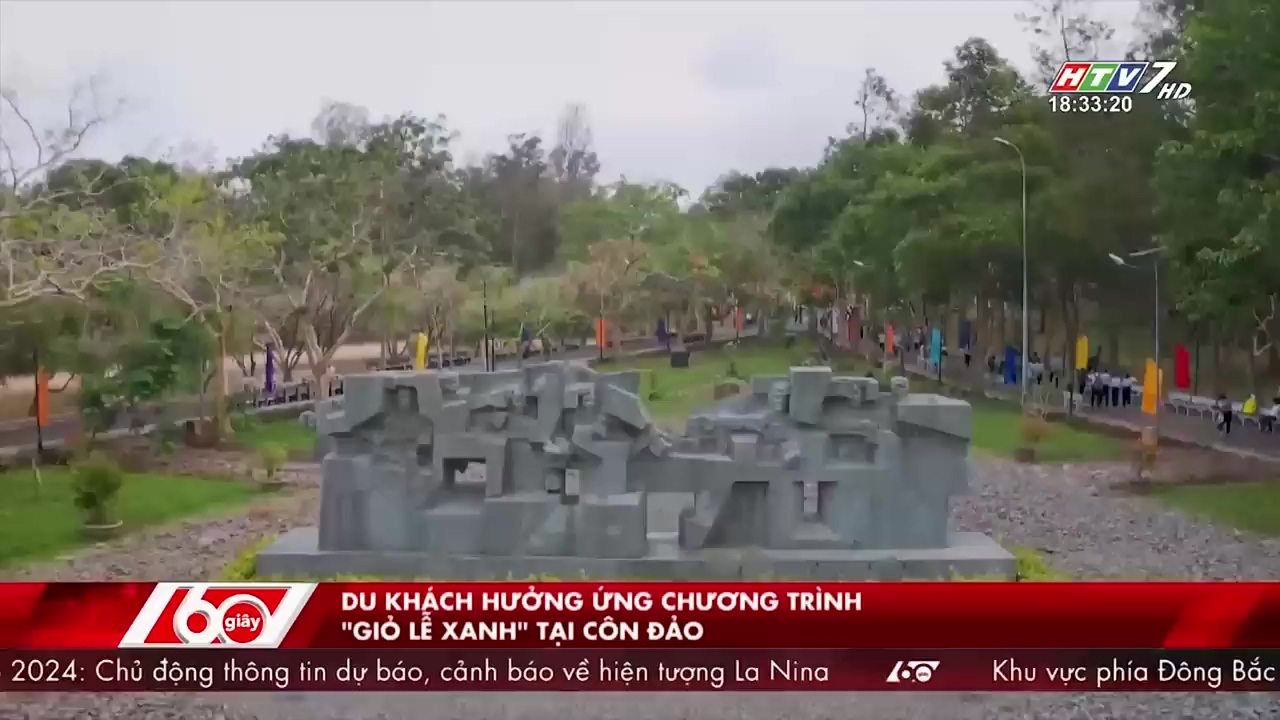 HTV7 HD
18:33:20
60 giây
DU KHÁCH HƯỞNG ỨNG CHƯƠNG TRÌNH
"GIỎ LỄ XANH" TẠI CÔN ĐẢO
2024: Chủ động thông tin dự báo, cảnh báo về hiện tượng La Nina 60 giây Khu vực phía Đông Bắc